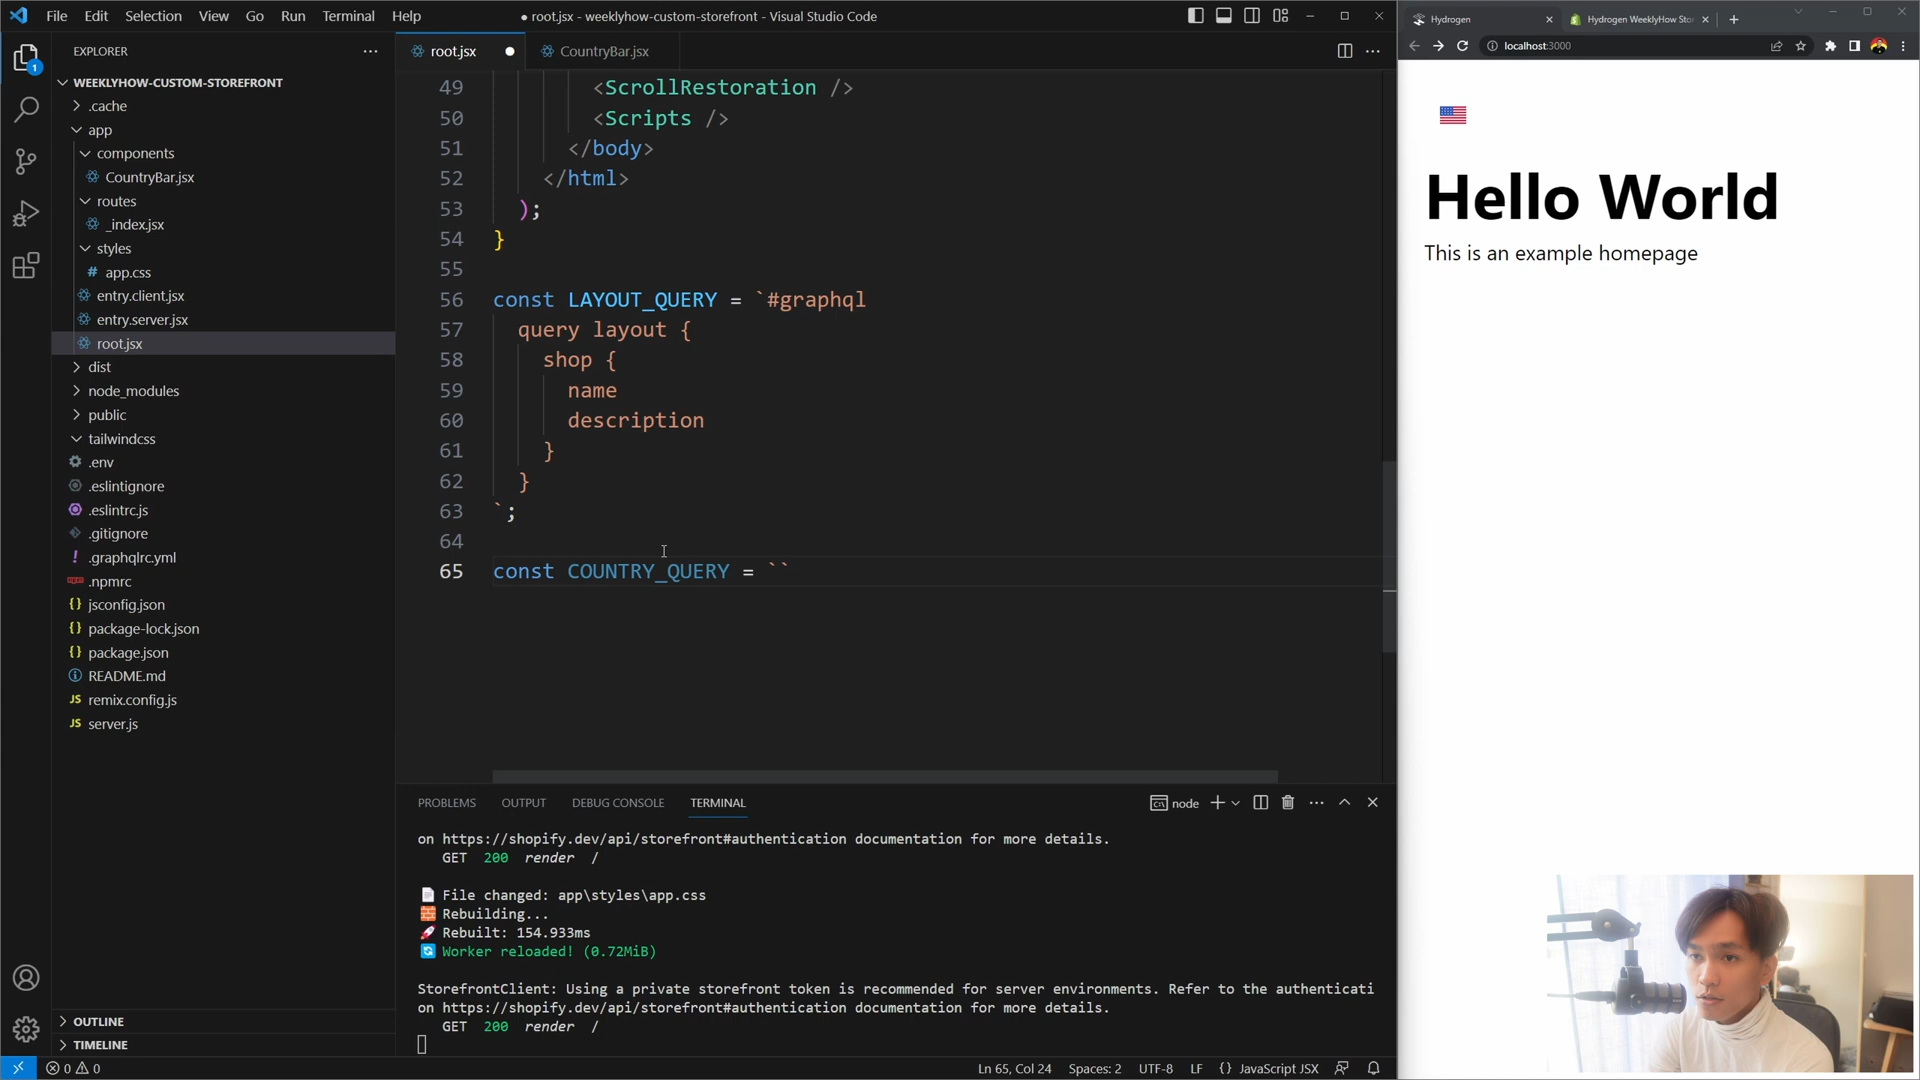 File Edit Selection View Go Run Terminal Help
● root.jsx - weeklyhow-custom-storefront - Visual Studio Code
EXPLORER
WEEKLYHOW-CUSTOM-STOREFRONT
.cache
app
components
CountryBar.jsx
routes
_index.jsx
styles
# app.css
entry.client.jsx
entry.server.jsx
root.jsx
dist
node_modules
public
tailwindcss
.env
.eslintignore
.eslintrc.js
.gitignore
! .graphqlrc.yml
.npmrc
{} jsconfig.json
{} package-lock.json
{} package.json
README.md
JS remix.config.js
JS server.js
OUTLINE
TIMELINE
1
root.jsx ●
CountryBar.jsx
49 <ScrollRestoration />
50 <Scripts />
51 </body>
52 </html>
53 );
54 }
55
56 const LAYOUT_QUERY = `#graphql
57 query layout {
58 shop {
59 name
60 description
61 }
62 }
63 `;
64
65 const COUNTRY_QUERY = ``
PROBLEMS OUTPUT DEBUG CONSOLE TERMINAL
node
on https://shopify.dev/api/storefront#authentication documentation for more details.
GET 200 render /
File changed: app\styles\app.css
Rebuilding...
Rebuilt: 154.933ms
Worker reloaded! (0.72MiB)
StorefrontClient: Using a private storefront token is recommended for server environments. Refer to the authenticati
on https://shopify.dev/api/storefront#authentication documentation for more details.
GET 200 render /
0 0
Ln 65, Col 24 Spaces: 2 UTF-8 LF {} JavaScript JSX
Hydrogen
Hydrogen WeeklyHow Sto
localhost:3000
Hello World
This is an example homepage